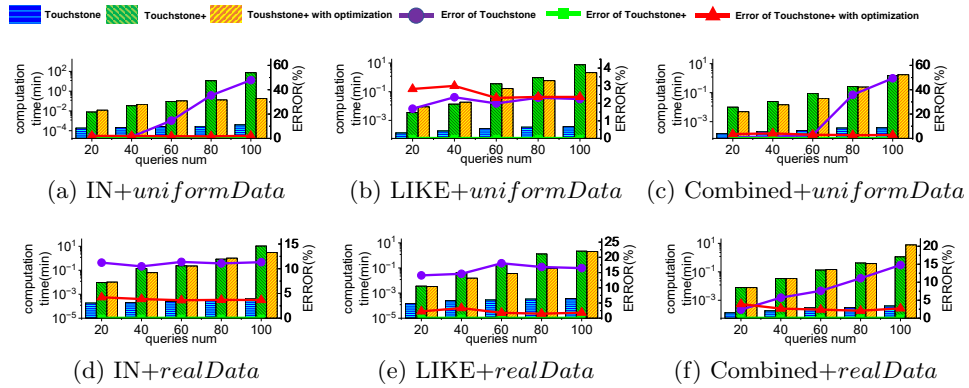 Touchstone Touchstone+ Toushstone+ with optimization Error of Touchstone Error of Touchstone+ Error of Touchstone+ with optimization
computation time(min)
10^2
10^0
10^-2
10^-4
20 40 60 80 100
queries num
60
50
40
30
20
10
0
ERROR(%)
(a) IN+uniformData
computation time(min)
10^1
10^-1
10^-3
20 40 60 80 100
queries num
4
3
2
1
0
ERROR(%)
(b) LIKE+uniformData
computation time(min)
10^1
10^-1
10^-3
20 40 60 80 100
queries num
60
50
40
30
20
10
0
ERROR(%)
(c) Combined+uniformData
computation time(min)
10^1
10^-1
10^-3
10^-5
20 40 60 80 100
queries num
15
10
5
0
ERROR(%)
(d) IN+realData
computation time(min)
10^1
10^-1
10^-3
10^-5
20 40 60 80 100
queries num
25
20
15
10
5
0
ERROR(%)
(e) LIKE+realData
computation time(min)
10^1
10^-1
10^-3
20 40 60 80 100
queries num
20
15
10
5
0
ERROR(%)
(f) Combined+realData